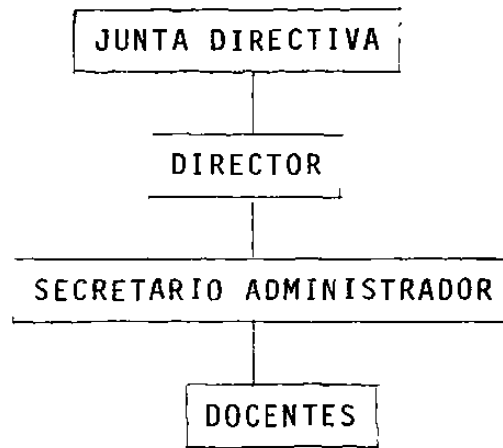 JUNTA DIRECTIVA
DIRECTOR
SECRETARIO ADMINISTRADOR
DOCENTES